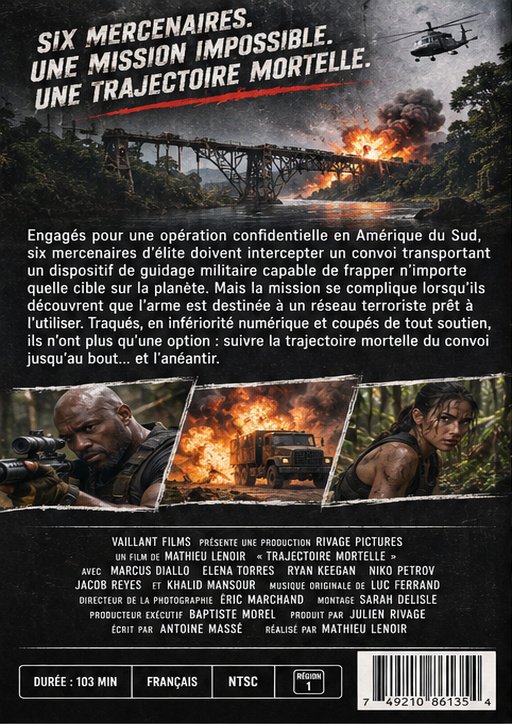 SIX MERCENAIRES.
UNE MISSION IMPOSSIBLE.
UNE TRAJECTOIRE MORTELLE.
Engagés pour une opération confidentielle en Amérique du Sud,
six mercenaires d'élite doivent intercepter un convoi transportant
un dispositif de guidage militaire capable de frapper n'importe
quelle cible sur la planète. Mais la mission se complique lorsqu'ils
découvrent que l'arme est destinée à un réseau terroriste prêt à
l'utiliser. Traqués, en infériorité numérique et coupés de tout soutien,
ils n'ont plus qu'une option : suivre la trajectoire mortelle du convoi
jusqu'au bout... et l'anéantir.
VAILLANT FILMS PRÉSENTE UNE PRODUCTION RIVAGE PICTURES
UN FILM DE MATHIEU LENOIR « TRAJECTOIRE MORTELLE »
AVEC MARCUS DIALLO ELENA TORRES RYAN KEEGAN NIKO PETROV
JACOB REYES ET KHALID MANSOUR MUSIQUE ORIGINALE DE LUC FERRAND
DIRECTEUR DE LA PHOTOGRAPHIE ÉRIC MARCHAND MONTAGE SARAH DELISLE
PRODUCTEUR EXÉCUTIF BAPTISTE MOREL PRODUIT PAR JULIEN RIVAGE
ÉCRIT PAR ANTOINE MASSÉ RÉALISÉ PAR MATHIEU LENOIR
DURÉE : 103 MIN FRANÇAIS NTSC RÉGION 1
7 49210 86135 4